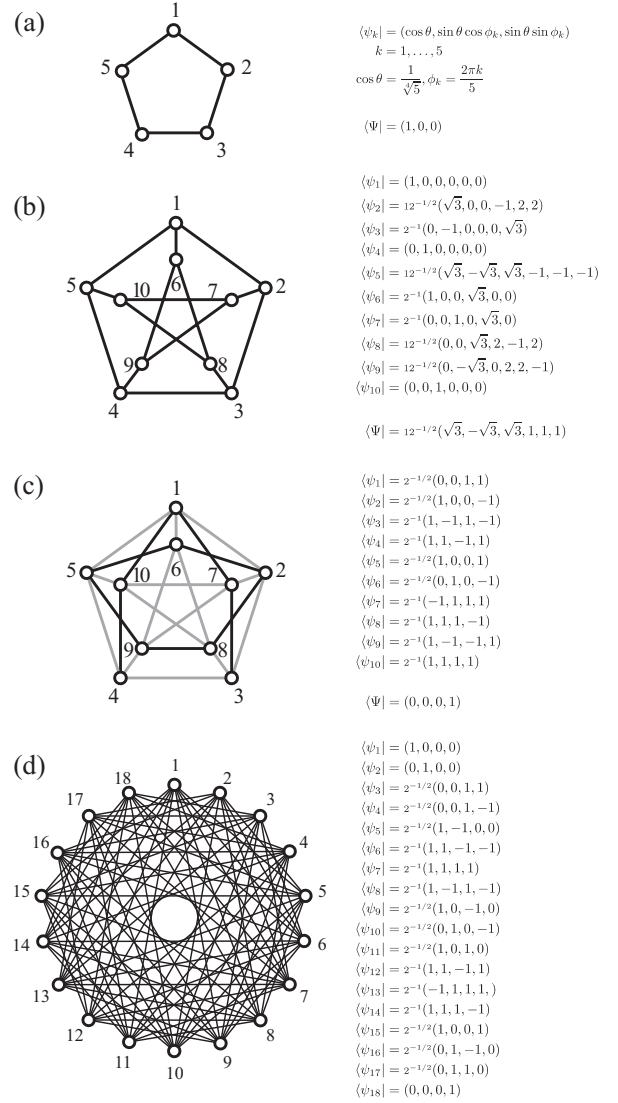 (a)
1
2
3
4
5
⟨ψ_k| = (cos θ, sin θ cos φ_k, sin θ sin φ_k)
k = 1, . . . , 5
cos θ = 1/∜5, φ_k = 2πk/5
⟨Ψ| = (1, 0, 0)
(b)
1
5
2
10
6
7
9
8
4
3
⟨ψ_1| = (1, 0, 0, 0, 0, 0)
⟨ψ_2| = 12^{-1/2}(√3, 0, 0, −1, 2, 2)
⟨ψ_3| = 2^{-1}(0, −1, 0, 0, 0, √3)
⟨ψ_4| = (0, 1, 0, 0, 0, 0)
⟨ψ_5| = 12^{-1/2}(√3, −√3, √3, −1, −1, −1)
⟨ψ_6| = 2^{-1}(1, 0, 0, √3, 0, 0)
⟨ψ_7| = 2^{-1}(0, 0, 1, 0, √3, 0)
⟨ψ_8| = 12^{-1/2}(0, 0, √3, 2, −1, 2)
⟨ψ_9| = 12^{-1/2}(0, −√3, 0, 2, 2, −1)
⟨ψ_10| = (0, 0, 1, 0, 0, 0)
⟨Ψ| = 12^{-1/2}(√3, −√3, √3, 1, 1, 1)
(c)
1
5
2
10
6
7
9
8
4
3
⟨ψ_1| = 2^{-1/2}(0, 0, 1, 1)
⟨ψ_2| = 2^{-1/2}(1, 0, 0, −1)
⟨ψ_3| = 2^{-1}(1, −1, 1, −1)
⟨ψ_4| = 2^{-1}(1, 1, −1, 1)
⟨ψ_5| = 2^{-1/2}(1, 0, 0, 1)
⟨ψ_6| = 2^{-1/2}(0, 1, 0, −1)
⟨ψ_7| = 2^{-1}(−1, 1, 1, 1)
⟨ψ_8| = 2^{-1}(1, 1, 1, −1)
⟨ψ_9| = 2^{-1}(1, −1, −1, 1)
⟨ψ_10| = 2^{-1}(1, 1, 1, 1)
⟨Ψ| = (0, 0, 0, 1)
(d)
1
2
3
4
5
6
7
8
9
10
11
12
13
14
15
16
17
18
⟨ψ_1| = (1, 0, 0, 0)
⟨ψ_2| = (0, 1, 0, 0)
⟨ψ_3| = 2^{-1/2}(0, 0, 1, 1)
⟨ψ_4| = 2^{-1/2}(0, 0, 1, −1)
⟨ψ_5| = 2^{-1/2}(1, −1, 0, 0)
⟨ψ_6| = 2^{-1}(1, 1, −1, −1)
⟨ψ_7| = 2^{-1}(1, 1, 1, 1)
⟨ψ_8| = 2^{-1}(1, −1, 1, −1)
⟨ψ_9| = 2^{-1/2}(1, 0, −1, 0)
⟨ψ_10| = 2^{-1/2}(0, 1, 0, −1)
⟨ψ_11| = 2^{-1/2}(1, 0, 1, 0)
⟨ψ_12| = 2^{-1}(1, 1, −1, 1)
⟨ψ_13| = 2^{-1}(−1, 1, 1, 1, )
⟨ψ_14| = 2^{-1}(1, 1, 1, −1)
⟨ψ_15| = 2^{-1/2}(1, 0, 0, 1)
⟨ψ_16| = 2^{-1/2}(0, 1, −1, 0)
⟨ψ_17| = 2^{-1/2}(0, 1, 1, 0)
⟨ψ_18| = (0, 0, 0, 1)